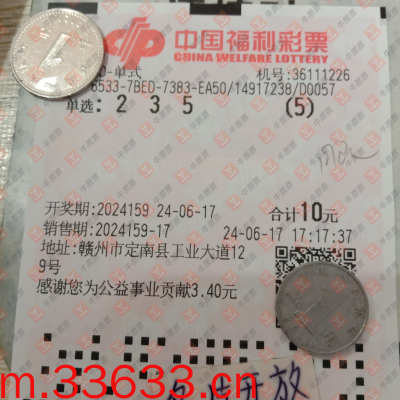 中国福利彩票
CHINA WELFARE LOTTERY
D-单式 机号:36111226
6533-7BED-7383-EA50/14917238/D0057
单选: 2 3 5 (5)
开奖期:2024159 24-06-17 合计10元
销售期:2024159-17 24-06-17 17:17:37
地址:赣州市定南县工业大道12
9号
感谢您为公益事业贡献3.40元
m.33633.cn
开放